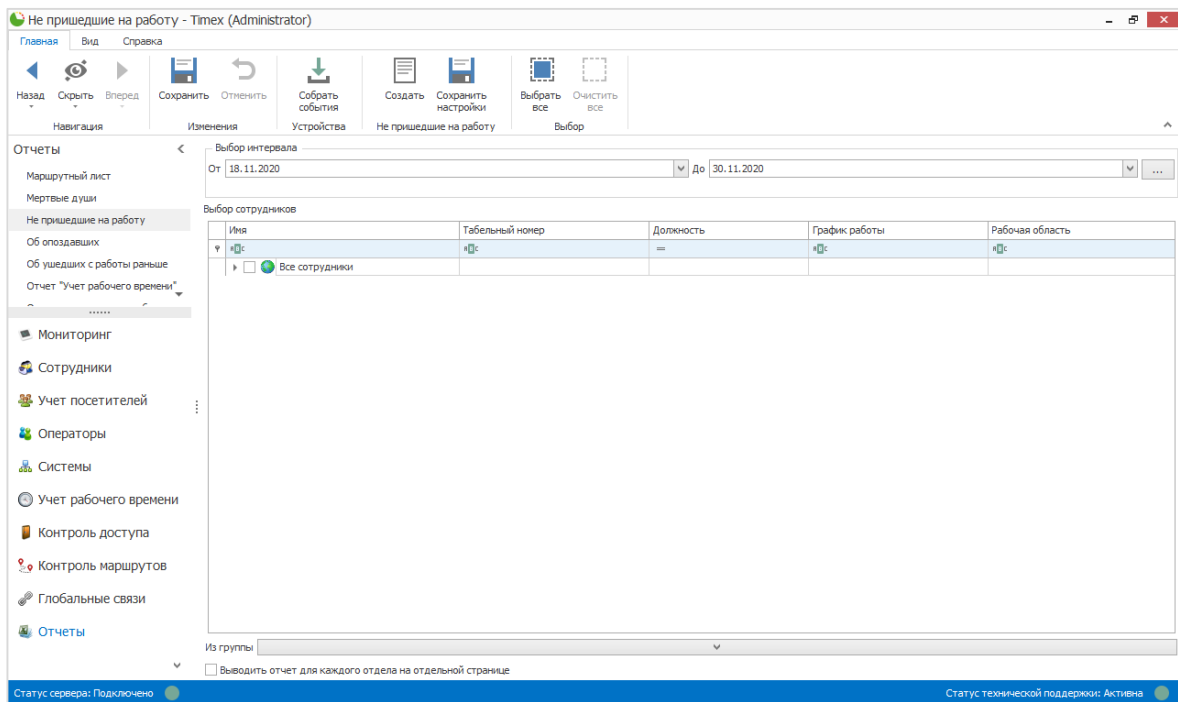 Не пришедшие на работу - Timex (Administrator)
Главная Вид Справка
Назад Скрыть Вперед Сохранить Отменить Собрать события Создать Сохранить настройки Выбрать все Очистить все
Навигация Изменения Устройства Не пришедшие на работу Выбор
Отчеты
Маршрутный лист
Мертвые души
Не пришедшие на работу
Об опоздавших
Об ушедших с работы раньше
Отчет "Учет рабочего времени"
Мониторинг
Сотрудники
Учет посетителей
Операторы
Системы
Учет рабочего времени
Контроль доступа
Контроль маршрутов
Глобальные связи
Отчеты
Выбор интервала
От 18.11.2020 До 30.11.2020 ...
Выбор сотрудников
Имя Табельный номер Должность График работы Рабочая область
Все сотрудники
Из группы
Выводить отчет для каждого отдела на отдельной странице
Статус сервера: Подключено Статус технической поддержки: Активна